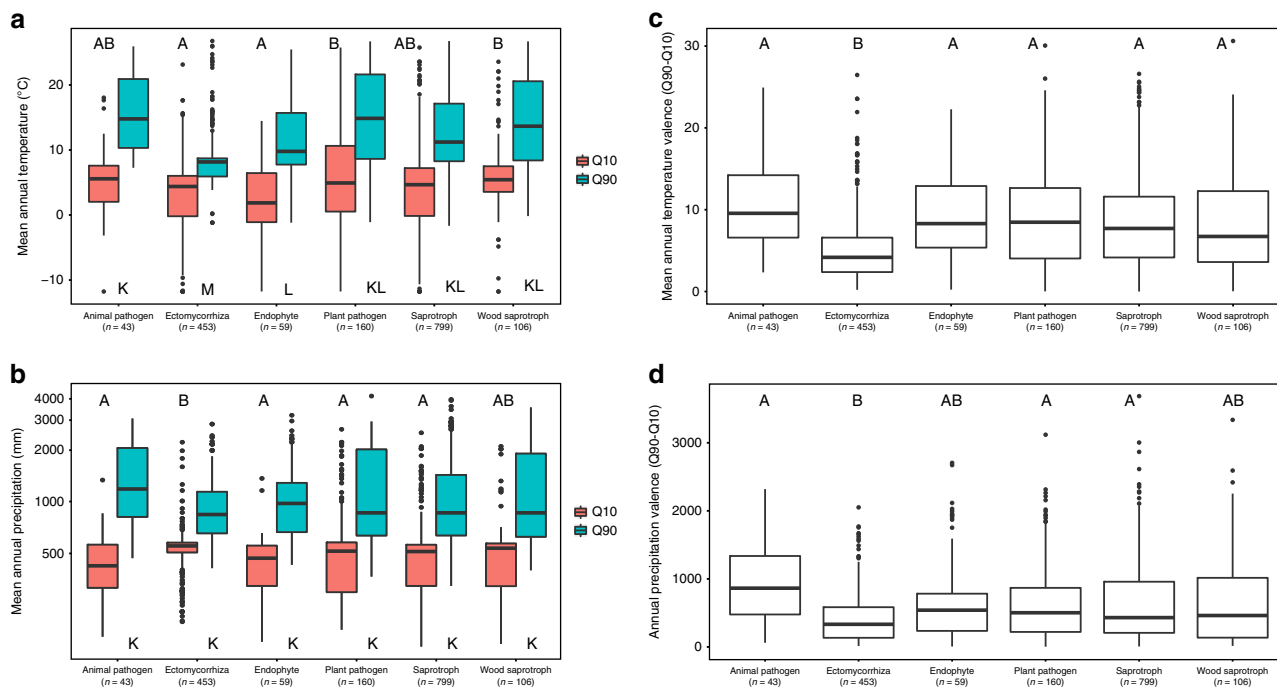 a
AB A A B AB B
Mean annual temperature (°C)
20
10
0
−10
K M L KL KL KL
Animal pathogen Ectomycorrhiza Endophyte Plant pathogen Saprotroph Wood saprotroph
(n = 43) (n = 453) (n = 59) (n = 160) (n = 799) (n = 106)
Q10
Q90
b
A B A A A AB
Mean annual precipitation (mm)
4000
3000
2000
1000
500
K K K K K K
Animal pathogen Ectomycorrhiza Endophyte Plant pathogen Saprotroph Wood saprotroph
(n = 43) (n = 453) (n = 59) (n = 160) (n = 799) (n = 106)
Q10
Q90
c
A B A A A A
Mean annual temperature valence (Q90-Q10)
30
20
10
0
Animal pathogen Ectomycorrhiza Endophyte Plant pathogen Saprotroph Wood saprotroph
(n = 43) (n = 453) (n = 59) (n = 160) (n = 799) (n = 106)
d
A B AB A A AB
Annual precipitation valence (Q90-Q10)
3000
2000
1000
0
Animal pathogen Ectomycorrhiza Endophyte Plant pathogen Saprotroph Wood saprotroph
(n = 43) (n = 453) (n = 59) (n = 160) (n = 799) (n = 106)